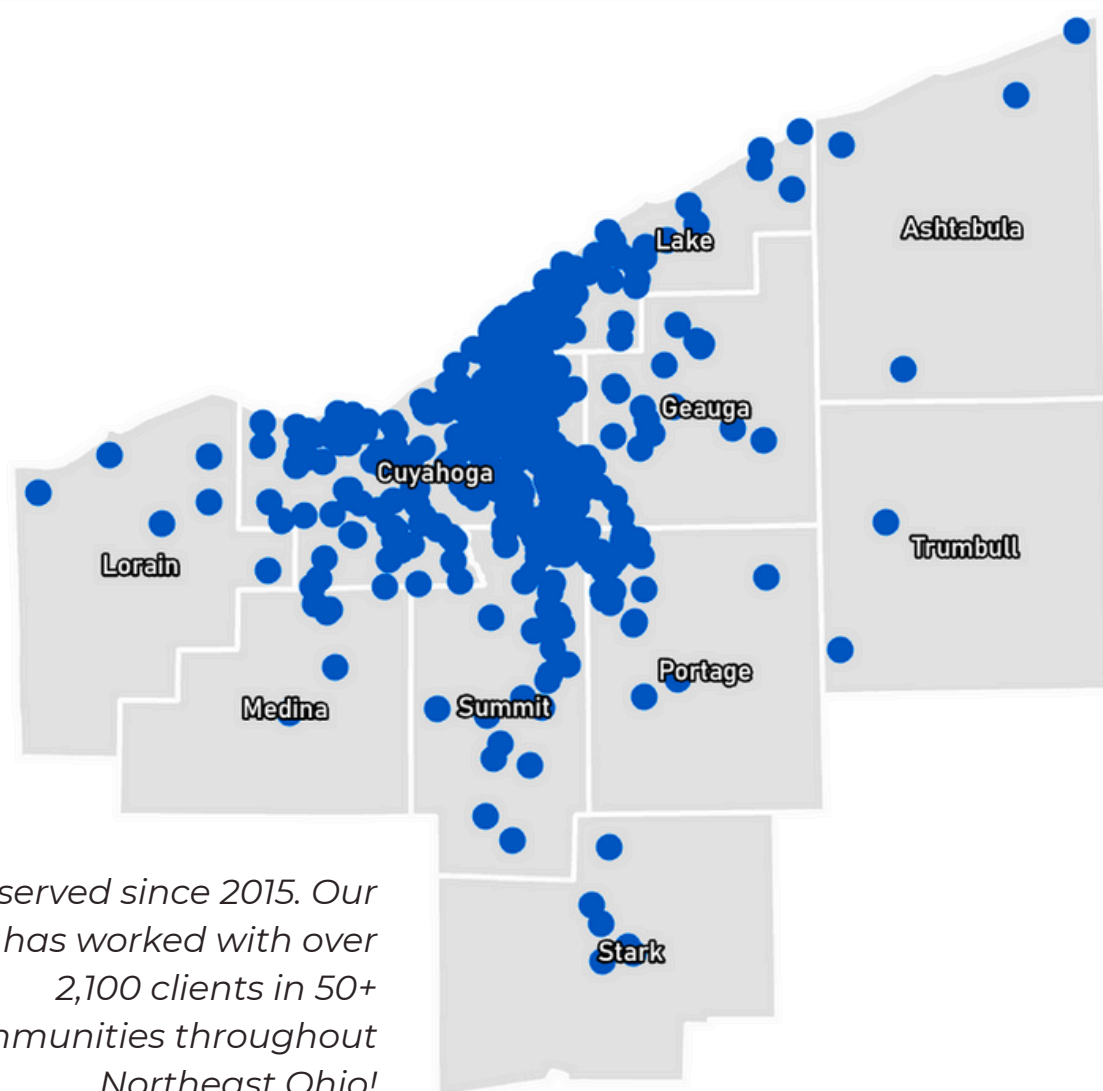 Ashtabula
Lake
Geauga
Cuyahoga
Trumbull
Lorain
Portage
Medina
Summit
served since 2015. Our
has worked with over
2,100 clients in 50+
Stark
throughout
Northeast Ohio!